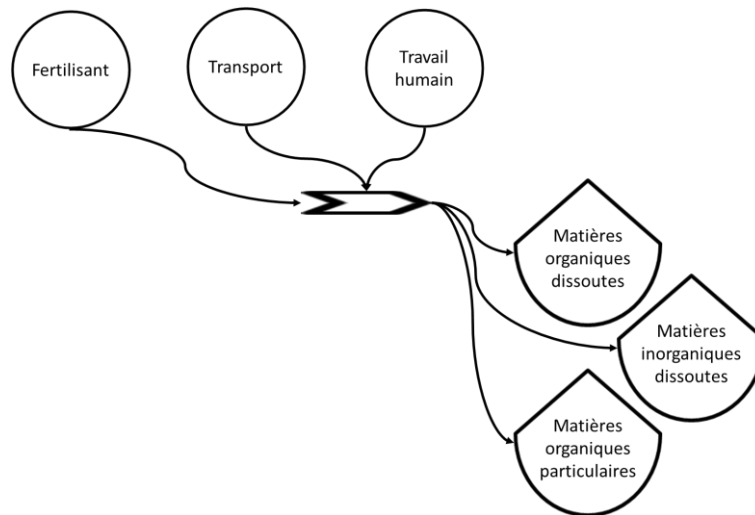 Fertilisant
Transport
Travail
humain
Matières
organiques
dissoutes
Matières
inorganiques
dissoutes
Matières
organiques
particulaires